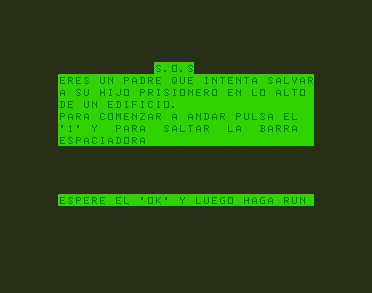 S.O.S
ERES UN PADRE QUE INTENTA SALVAR
A SU HIJO PRISIONERO EN LO ALTO
DE UN EDIFICIO.
PARA COMENZAR A ANDAR PULSA EL
"1" Y PARA SALTAR LA BARRA
ESPACIADORA
ESPERE EL "OK" Y LUEGO HAGA RUN